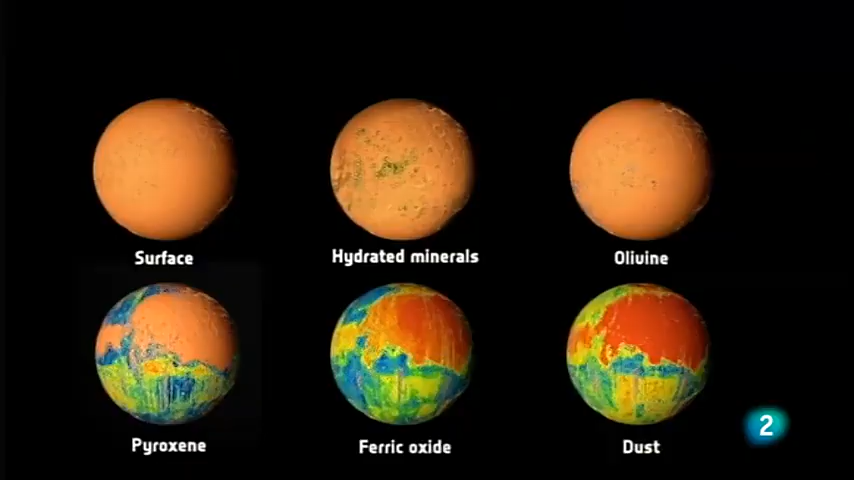 Surface
Hydrated minerals
Olivine
Pyroxene
Ferric oxide
Dust
2